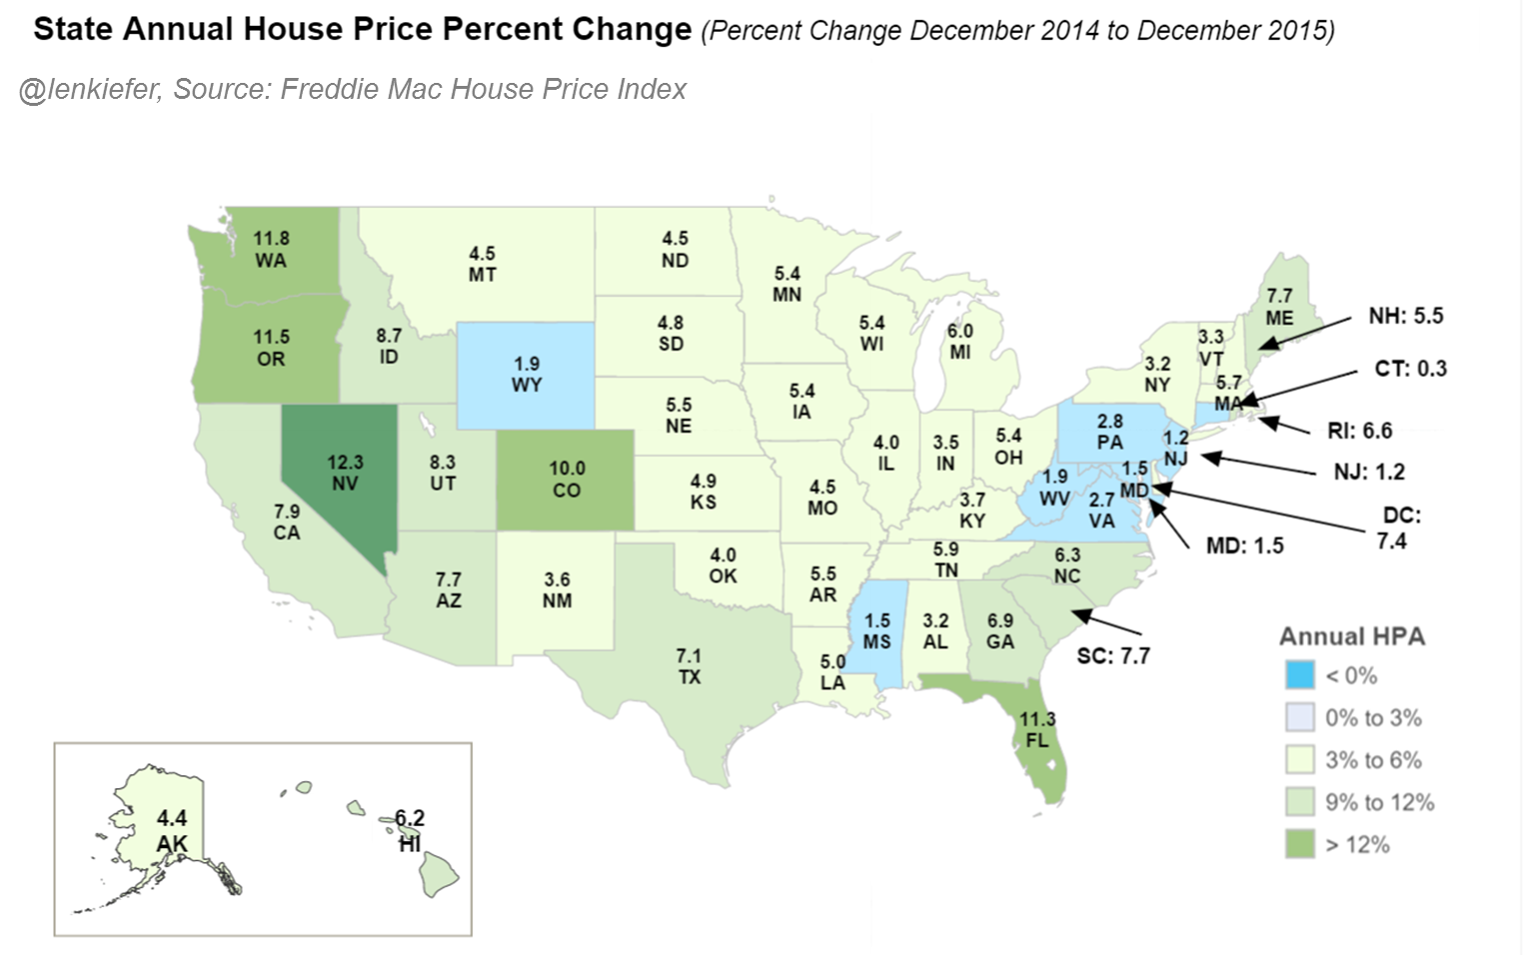 State Annual House Price Percent Change (Percent Change December 2014 to December 2015)
@lenkiefer, Source: Freddie Mac House Price Index
11.8
WA
4.5
MT
4.5
ND
5.4
MN
7.7
ME
NH: 5.5
11.5
OR
8.7
ID
1.9
WY
4.8
SD
5.4
WI
6.0
MI
3.3
VT
3.2
NY
5.7
MA
CT: 0.3
5.5
NE
5.4
IA
RI: 6.6
12.3
NV
8.3
UT
10.0
CO
4.0
IL
3.5
IN
5.4
OH
2.8
PA
1.2
NJ
NJ: 1.2
7.9
CA
4.9
KS
4.5
MO
3.7
KY
1.9
WV
2.7
VA
1.5
MD
DC:
7.4
MD: 1.5
7.7
AZ
3.6
NM
4.0
OK
5.5
AR
5.9
TN
6.3
NC
7.1
TX
5.0
LA
1.5
MS
3.2
AL
6.9
GA
SC: 7.7
11.3
FL
4.4
AK
6.2
HI
Annual HPA
< 0%
0% to 3%
3% to 6%
9% to 12%
> 12%